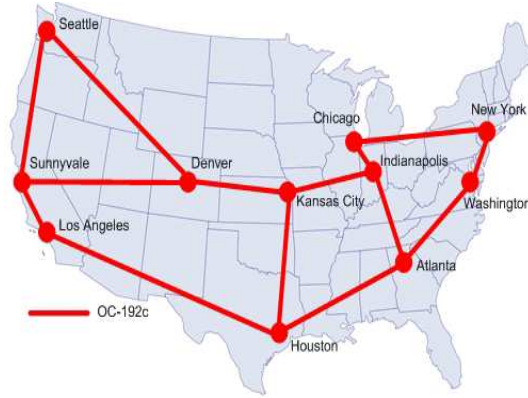 Seattle
New York
Chicago
Sunnyvale
Denver
Indianapolis
Kansas City
Washington
Los Angeles
Atlanta
OC-192c
Houston